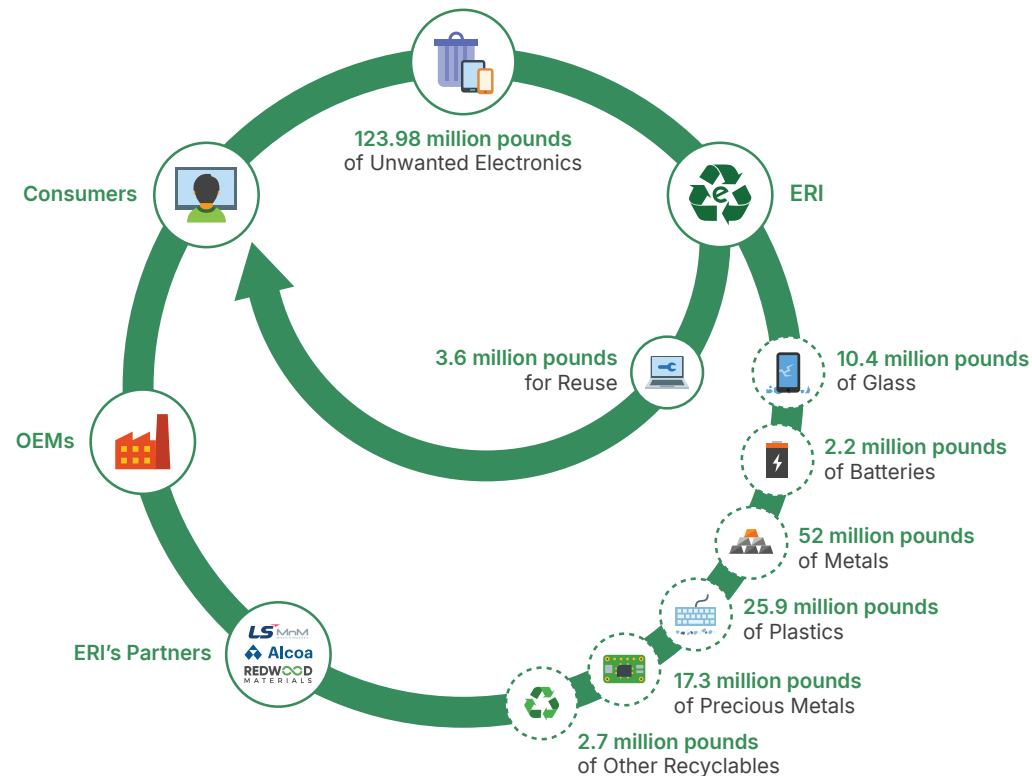 123.98 million pounds
of Unwanted Electronics
Consumers
e
ERI
3.6 million pounds
for Reuse
10.4 million pounds
of Glass
OEMs
2.2 million pounds
of Batteries
52 million pounds
of Metals
25.9 million pounds
of Plastics
ERI’s Partners
LS MnM
Alcoa
REDWOOD
MATERIALS
17.3 million pounds
of Precious Metals
2.7 million pounds
of Other Recyclables